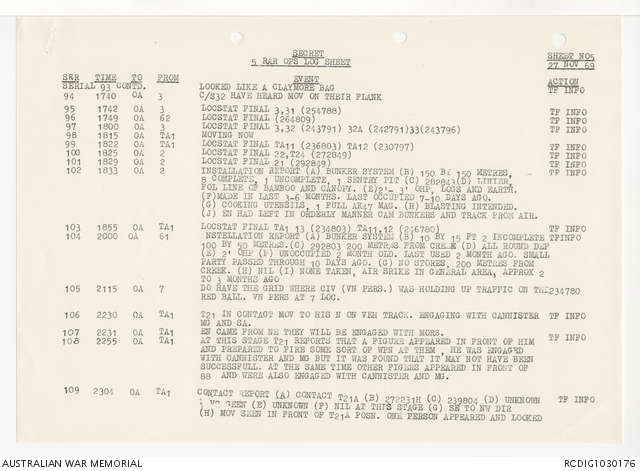 SECRET
5 RAR OPS LOG SHEET
SHEET NO5
27 NOV 69
SER TIME TO FROM EVENT ACTION
SERIAL 93 CONTD. LOOKED LIKE A CLAYMORE BAG
94 1740 OA 3 C/S32 HAVE HEARD MOV ON THEIR FLANK TF INFO
95 1742 OA 3 LOCSTAT FINAL 3,31 (254788) TF INFO
96 1749 OA 62 LOCSTAT FINAL (264809) TF INFO
97 1800 OA 3 LOCSTAT FINAL 3,32 (243791) 32A (242791)33(243796) TF INFO
98 1815 OA TA1 MOVING NOW TF INFO
99 1822 OA TA1 LOCSTAT FINAL TA11 (236803) TA12 (230797) TF INFO
100 1825 OA 2 LOCSTAT FINAL 22,T24 (272849) TF INFO
101 1829 OA 2 LOCSTAT FINAL 21 (292849) TF INFO
102 1833 OA 2 INSTALLATION REPORT (A) BUNKER SYSTEM (B) 150 BY 150 METRES, TF INFO
8 COMPLETE, 1 UNCOMPLETE, 1 SENTRY PIT (C) 282843(D) LIMITED
FOL LINE OF BAMBOO AND CANOPY. (E)2'- 3' OHP, LOGS AND EARTH.
(F)MADE IN LAST 3-6 MONTHS. LAST OCCUPIED 7-10 DAYS AGO.
(G) COOKING UTENSILS, 1 FULL AK47 MAG. (H) BLASTING INTENDED.
(J) EN HAD LEFT IN ORDERLY MANNER CAN BUNKERS AND TRACK FROM AIR.
103 1855 OA TA1 LOCSTAT FINAL TA1 13 (234803) TA11,12 (246780) TF INFO
104 2000 OA 61 INSTELLATION REPORT (A) BUNKER SYSTEM (B) 10 BY 15 FT 2 INCOMPLETE TFINFO
100 BY 50 METRES.(C) 292803 200 METRES FROM CREEK (D) ALL ROUND DEF
(E) 2' OHP (F) UNOCCUPIED 2 MONTH OLD. LAST USED 2 MONTH AGO. SMALL
PARTY PASSED THROUGH 10 DAYS AGO. (G) NO STORES, 200 METRES FROM
CREEK. (H) NIL (I) NONE TAKEN, AIR SRIKE IN GENERAL AREA, APPROX 2
TO 3 MONTHS AGO
105 2115 OA 7 DO HAVE THE GRID WHERE CIV (VN PERS.) WAS HOLDING UP TRAFFIC ON THE 234780
RED BALL. VN PERS AT 7 LOC.
106 2230 OA TA1 T21 IN CONTACT MOV TO HIS N ON VEH TRACK. ENGAGING WITH CANNISTER TF INFO
MG AND SA.
107 2231 OA TA1 EN CAME FROM NE THEY WILL BE ENGAGED WITH MORS. TF INFO
108 2255 OA TA1 AT THIS STAGE T21 REPORTS THAT A FIGURE APPEARED IN FRONT OF HIM TF INFO
AND PREPARED TO FIRE SOME SORT OF WPN AT THEM , HE WAS ENGAGED
WITH CANNISTER AND MG BUT IT WAS FOUND THAT IT MAY NOT HAVE BEEN
SUCCESSFULL. AT THE SAME TIME OTHER FIGERS APPEARED IN FRONT OF
88 AND WERE ALSO ENGAGED WITH CANNISTER AND MG.
109 2304 OA TA1 CONTACT REPORT (A) CONTACT T21A (B) 272231H (C) 239804 (D) UNKNOWN TF INFO
1 VC SEEN (E) UNKNOWN (F) NIL AT THIS STAGE (G) SE TO NW DIR
(H) MOV SEEN IN FRONT OF T21A POSN. ONE PERSON APPEARED AND LOOKED
AUSTRALIAN WAR MEMORIAL
RCDIG1030176